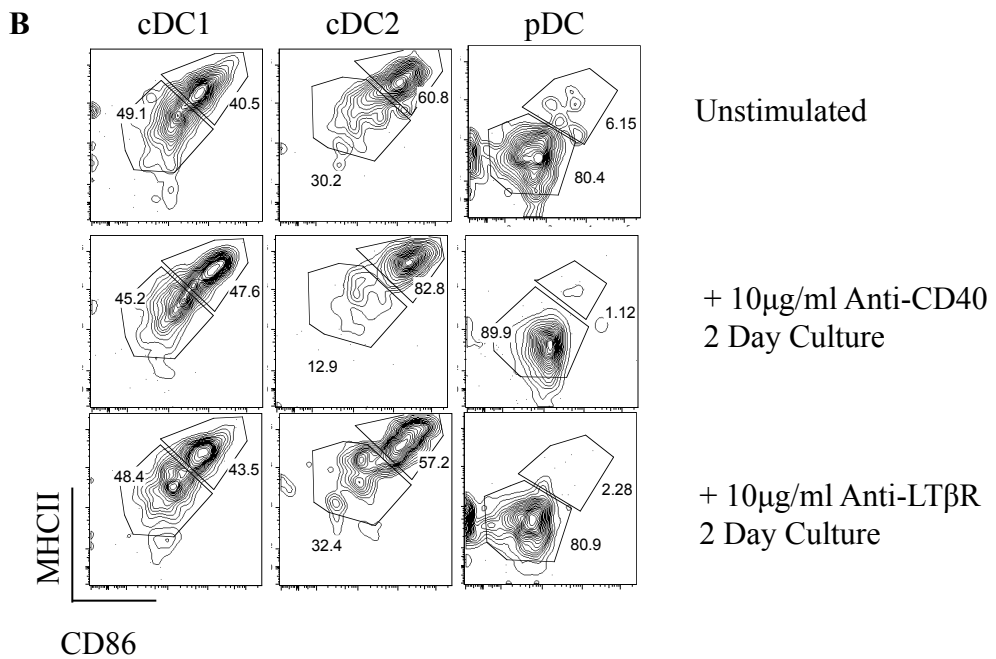 B
cDC1 cDC2 pDC
49.1 40.5 60.8 30.2 6.15 80.4
Unstimulated
45.2 47.6 82.8 12.9 89.9 1.12
+ 10μg/ml Anti-CD40
2 Day Culture
48.4 43.5 57.2 32.4 2.28 80.9
+ 10μg/ml Anti-LTβR
2 Day Culture
MHCII
CD86